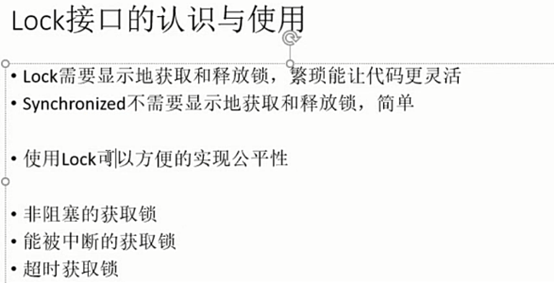 Lock接口的认识与使用
• Lock需要显示地获取和释放锁，繁琐能让代码更灵活
• Synchronized不需要显示地获取和释放锁，简单
• 使用Lock可以方便的实现公平性
• 非阻塞的获取锁
• 能被中断的获取锁
• 超时获取锁